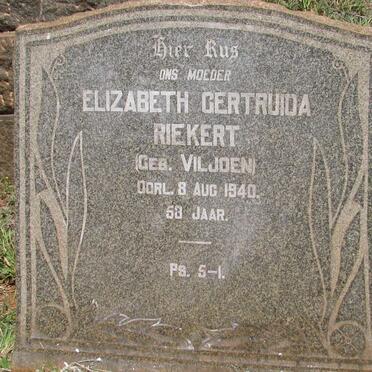 Hier Rus
ONS MOEDER
ELIZABETH GERTRUIDA
RIEKERT
(GEB. VILJOEN)
OORL. 8 AUG 1940.
58 JAAR.
PS. 5-1.